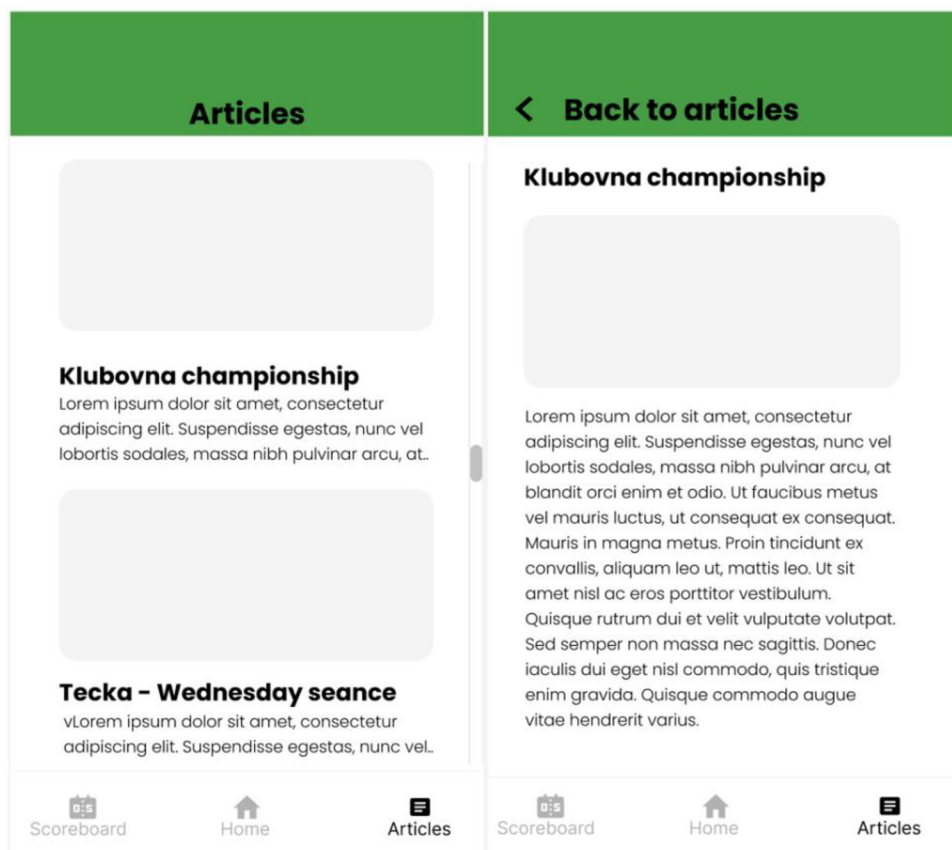 Articles
Klubovna championship
Lorem ipsum dolor sit amet, consectetur
adipiscing elit. Suspendisse egestas, nunc vel
lobortis sodales, massa nibh pulvinar arcu, at..
Tecka - Wednesday seance
vLorem ipsum dolor sit amet, consectetur
adipiscing elit. Suspendisse egestas, nunc vel..
0:5
Scoreboard
Home
Articles
< Back to articles
Klubovna championship
Lorem ipsum dolor sit amet, consectetur
adipiscing elit. Suspendisse egestas, nunc vel
lobortis sodales, massa nibh pulvinar arcu, at
blandit orci enim et odio. Ut faucibus metus
vel mauris luctus, ut consequat ex consequat.
Mauris in magna metus. Proin tincidunt ex
convallis, aliquam leo ut, mattis leo. Ut sit
amet nisl ac eros porttitor vestibulum.
Quisque rutrum dui et velit vulputate volutpat.
Sed semper non massa nec sagittis. Donec
iaculis dui eget nisl commodo, quis tristique
enim gravida. Quisque commodo augue
vitae hendrerit varius.
0:5
Scoreboard
Home
Articles